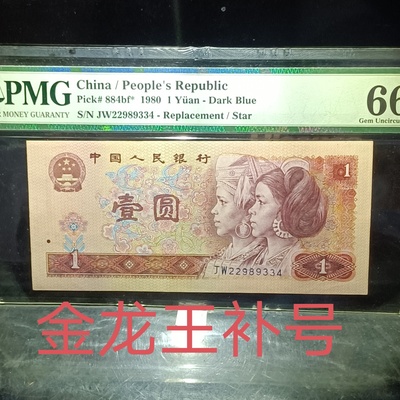 PMG
China / People's Republic
Pick# 884bf* 1980 1 Yüan - Dark Blue
S/N JW22989334 - Replacement / Star
MONEY GUARANTY
66
Gem Uncircu
中国人民银行
1
壹圆
1
JW22989334
1
金龙王补号